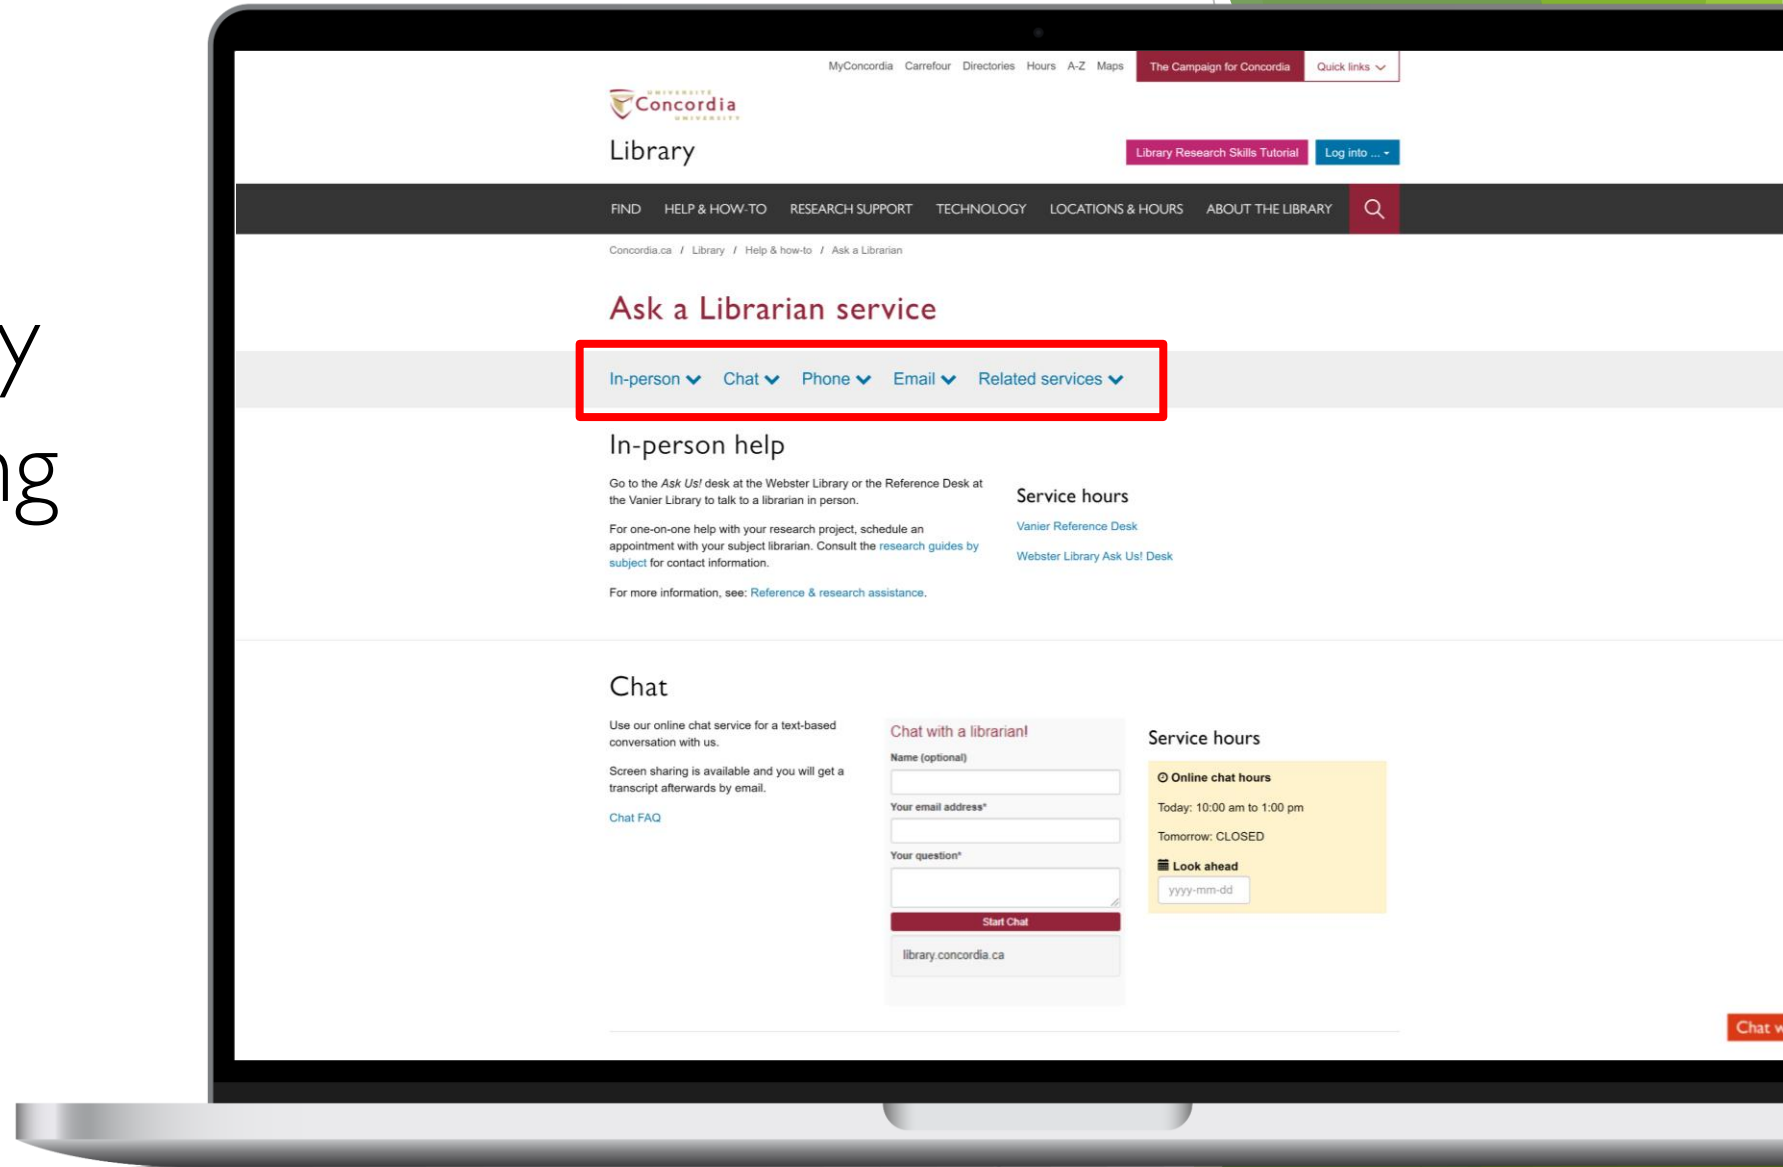 MyConcordia Carrefour Directories Hours A-Z Maps The Campaign for Concordia Quick links
UNIVERSITÉ
Concordia
UNIVERSITY
Library
Library Research Skills Tutorial Log into ...
FIND HELP & HOW-TO RESEARCH SUPPORT TECHNOLOGY LOCATIONS & HOURS ABOUT THE LIBRARY
Concordia.ca / Library / Help & how-to / Ask a Librarian
Ask a Librarian service
y
ng
In-person Chat Phone Email Related services
In-person help
Go to the Ask Us! desk at the Webster Library or the Reference Desk at
the Vanier Library to talk to a librarian in person.
For one-on-one help with your research project, schedule an
appointment with your subject librarian. Consult the research guides by
subject for contact information.
For more information, see: Reference & research assistance.
Service hours
Vanier Reference Desk
Webster Library Ask Us! Desk
Chat
Use our online chat service for a text-based
conversation with us.
Screen sharing is available and you will get a
transcript afterwards by email.
Chat FAQ
Chat with a librarian!
Name (optional)
Your email address*
Your question*
Start Chat
library.concordia.ca
Service hours
Online chat hours
Today: 10:00 am to 1:00 pm
Tomorrow: CLOSED
Look ahead
yyyy-mm-dd
Chat w